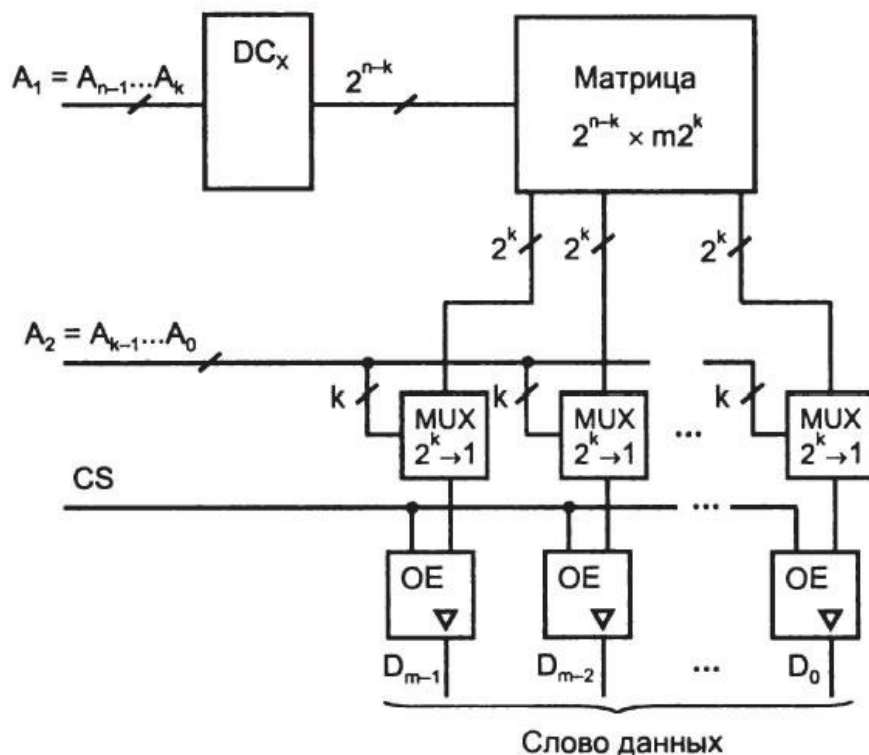 DCₓ
A₁ = Aₙ₋₁...Aₖ
2ⁿ⁻ᵏ
Матрица
2ⁿ⁻ᵏ × m2ᵏ
2ᵏ 2ᵏ 2ᵏ
A₂ = Aₖ₋₁...A₀
k k k
MUX MUX ... MUX
2ᵏ→1 2ᵏ→1 2ᵏ→1
CS
...
OE OE OE
Dₘ₋₁ Dₘ₋₂ ... D₀
Слово данных